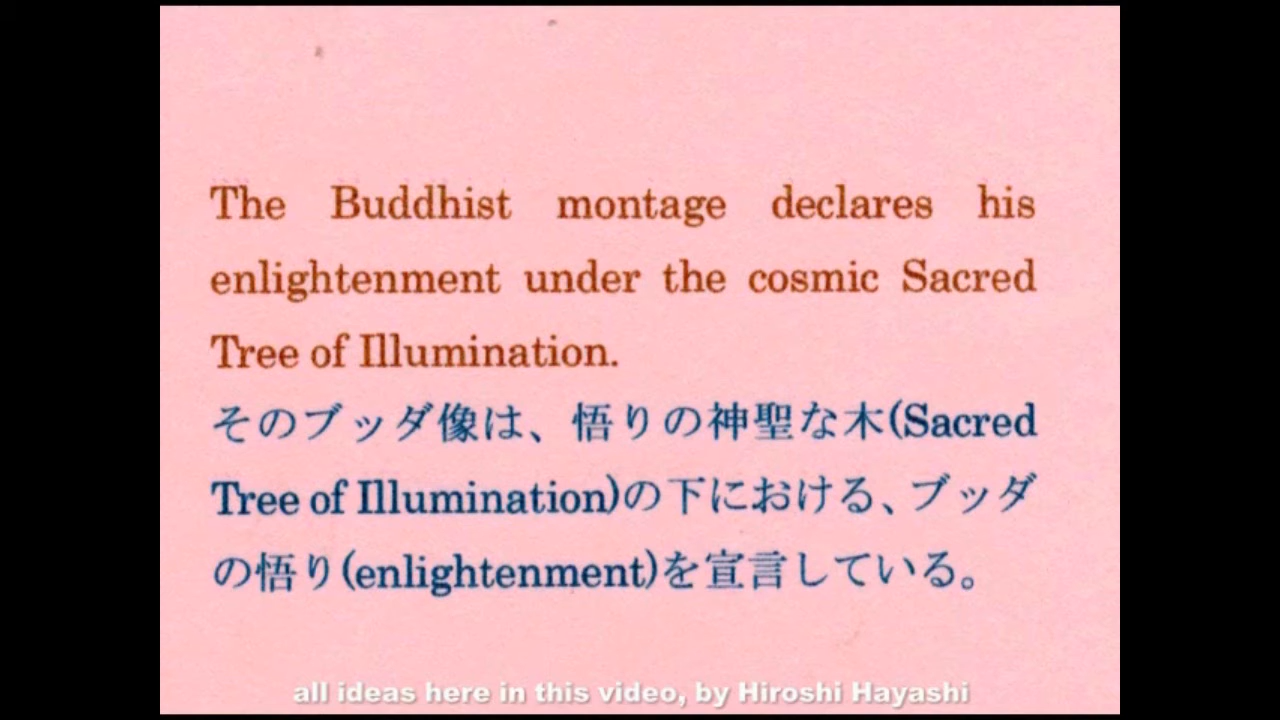 The Buddhist montage declares his
enlightenment under the cosmic Sacred
Tree of Illumination.
そのブッダ像は、悟りの神聖な木(Sacred
Tree of Illumination)の下における、ブッダ
の悟り(enlightenment)を宣言している。
all ideas here in this video, by Hiroshi Hayashi